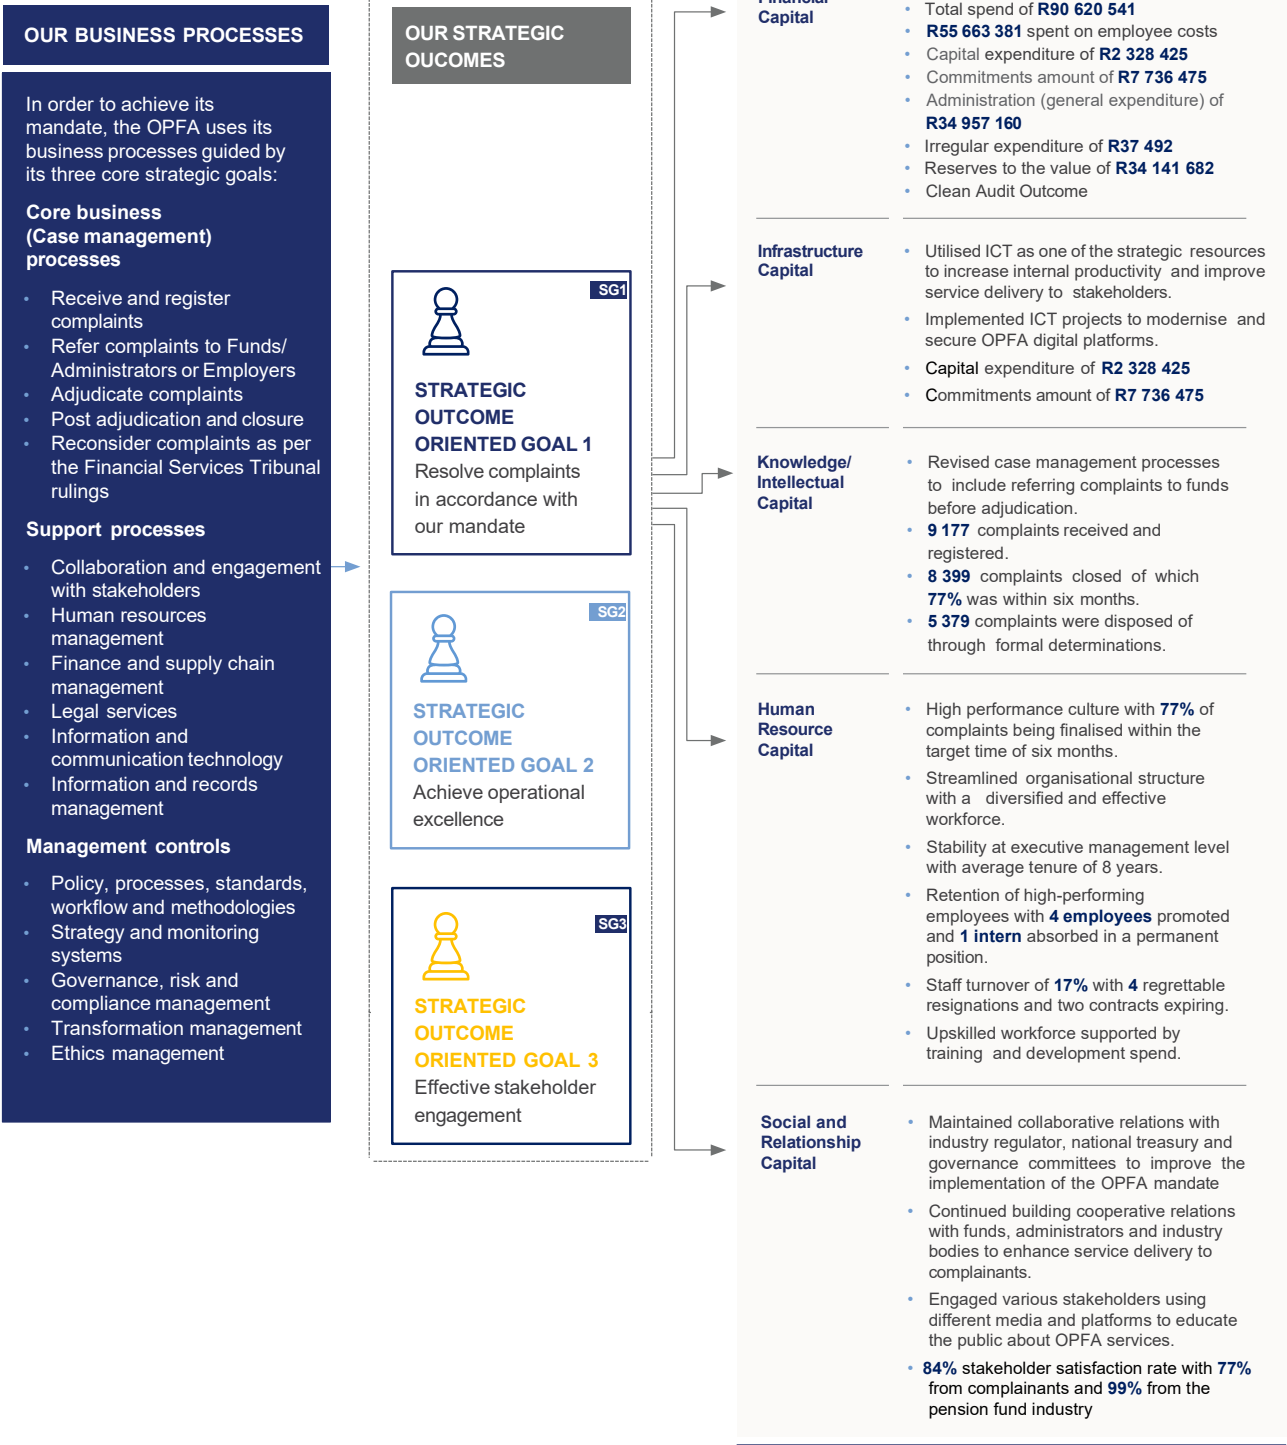 OUR BUSINESS PROCESSES
In order to achieve its
mandate, the OPFA uses its
business processes guided by
its three core strategic goals:
Core business
(Case management)
processes
• Receive and register
complaints
• Refer complaints to Funds/
Administrators or Employers
• Adjudicate complaints
• Post adjudication and closure
• Reconsider complaints as per
the Financial Services Tribunal
rulings
Support processes
• Collaboration and engagement
with stakeholders
• Human resources
management
• Finance and supply chain
management
• Legal services
• Information and
communication technology
• Information and records
management
Management controls
• Policy, processes, standards,
workflow and methodologies
• Strategy and monitoring
systems
• Governance, risk and
compliance management
• Transformation management
• Ethics management
OUR STRATEGIC
OUCOMES
SG1
STRATEGIC
OUTCOME
ORIENTED GOAL 1
Resolve complaints
in accordance with
our mandate
SG2
STRATEGIC
OUTCOME
ORIENTED GOAL 2
Achieve operational
excellence
SG3
STRATEGIC
OUTCOME
ORIENTED GOAL 3
Effective stakeholder
engagement
Financial
Capital
• Total spend of R90 620 541
• R55 663 381 spent on employee costs
• Capital expenditure of R2 328 425
• Commitments amount of R7 736 475
• Administration (general expenditure) of
R34 957 160
• Irregular expenditure of R37 492
• Reserves to the value of R34 141 682
• Clean Audit Outcome
Infrastructure
Capital
• Utilised ICT as one of the strategic resources
to increase internal productivity and improve
service delivery to stakeholders.
• Implemented ICT projects to modernise and
secure OPFA digital platforms.
• Capital expenditure of R2 328 425
• Commitments amount of R7 736 475
Knowledge/
Intellectual
Capital
• Revised case management processes
to include referring complaints to funds
before adjudication.
• 9 177 complaints received and
registered.
• 8 399 complaints closed of which
77% was within six months.
• 5 379 complaints were disposed of
through formal determinations.
Human
Resource
Capital
• High performance culture with 77% of
complaints being finalised within the
target time of six months.
• Streamlined organisational structure
with a diversified and effective
workforce.
• Stability at executive management level
with average tenure of 8 years.
• Retention of high-performing
employees with 4 employees promoted
and 1 intern absorbed in a permanent
position.
• Staff turnover of 17% with 4 regrettable
resignations and two contracts expiring.
• Upskilled workforce supported by
training and development spend.
Social and
Relationship
Capital
• Maintained collaborative relations with
industry regulator, national treasury and
governance committees to improve the
implementation of the OPFA mandate
• Continued building cooperative relations
with funds, administrators and industry
bodies to enhance service delivery to
complainants.
• Engaged various stakeholders using
different media and platforms to educate
the public about OPFA services.
• 84% stakeholder satisfaction rate with 77%
from complainants and 99% from the
pension fund industry